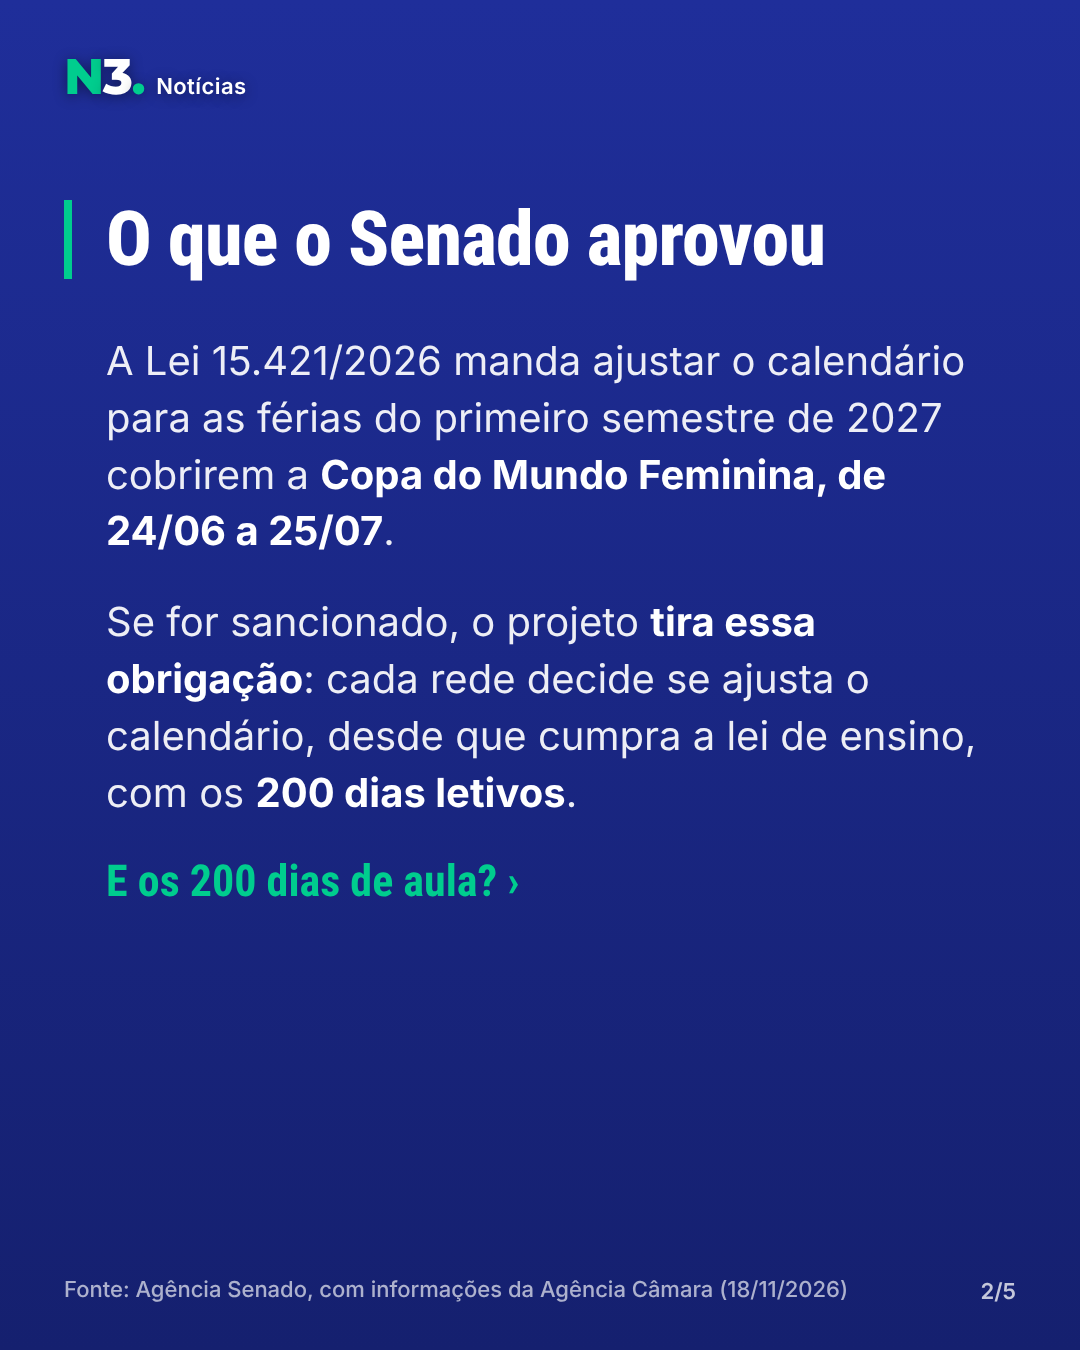 N3. Notícias
O que o Senado aprovou
A Lei 15.421/2026 manda ajustar o calendário
para as férias do primeiro semestre de 2027
cobrirem a Copa do Mundo Feminina, de
24/06 a 25/07.
Se for sancionado, o projeto tira essa
obrigação: cada rede decide se ajusta o
calendário, desde que cumpra a lei de ensino,
com os 200 dias letivos.
E os 200 dias de aula? ›
Fonte: Agência Senado, com informações da Agência Câmara (18/11/2026)
2/5